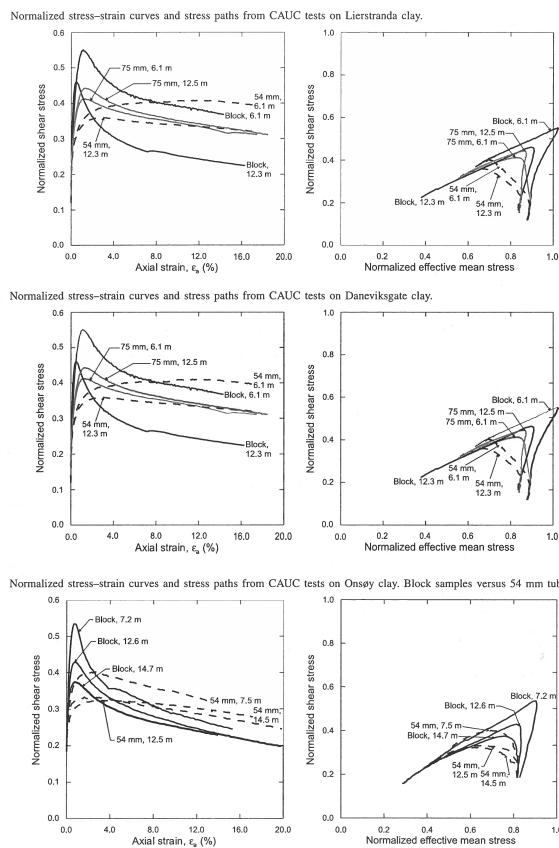 Normalized stress–strain curves and stress paths from CAUC tests on Lierstranda clay.
0.6
0.5
0.4
0.3
0.2
0.1
0.0
Normalized shear stress
75 mm, 6.1 m
75 mm, 12.5 m
54 mm,
6.1 m
Block, 6.1 m
54 mm,
12.3 m
Block,
12.3 m
0.0 4.0 8.0 12.0 16.0 20.0
Axial strain, εa (%)
1.0
0.8
0.6
0.4
0.2
0.0
Normalized shear stress
Block, 6.1 m
75 mm, 12.5 m
75 mm, 6.1 m
Block, 12.3 m
54 mm,
6.1 m
54 mm,
12.3 m
0.0 0.2 0.4 0.6 0.8 1.0
Normalized effective mean stress
Normalized stress–strain curves and stress paths from CAUC tests on Daneviksgate clay.
0.6
0.5
0.4
0.3
0.2
0.1
0.0
Normalized shear stress
75 mm, 6.1 m
75 mm, 12.5 m
54 mm,
6.1 m
Block, 6.1 m
54 mm,
12.3 m
Block,
12.3 m
0.0 4.0 8.0 12.0 16.0 20.0
Axial strain, εa (%)
1.0
0.8
0.6
0.4
0.2
0.0
Normalized shear stress
Block, 6.1 m
75 mm, 12.5 m
75 mm, 6.1 m
Block, 12.3 m
54 mm,
6.1 m
54 mm,
12.3 m
0.0 0.2 0.4 0.6 0.8 1.0
Normalized effective mean stress
Normalized stress–strain curves and stress paths from CAUC tests on Onsøy clay. Block samples versus 54 mm tub
0.6
0.5
0.4
0.3
0.2
0.1
0.0
Normalized shear stress
Block, 7.2 m
Block, 12.6 m
Block, 14.7 m
54 mm, 7.5 m
54 mm,
14.5 m
54 mm, 12.5 m
0.0 4.0 8.0 12.0 16.0 20.0
Axial strain, εa (%)
1.0
0.8
0.6
0.4
0.2
0.0
Normalized shear stress
Block, 7.2 m
Block, 12.6 m
54 mm, 7.5 m
Block, 14.7 m
54 mm,
12.5 m
54 mm,
14.5 m
0.0 0.2 0.4 0.6 0.8 1.0
Normalized effective mean stress